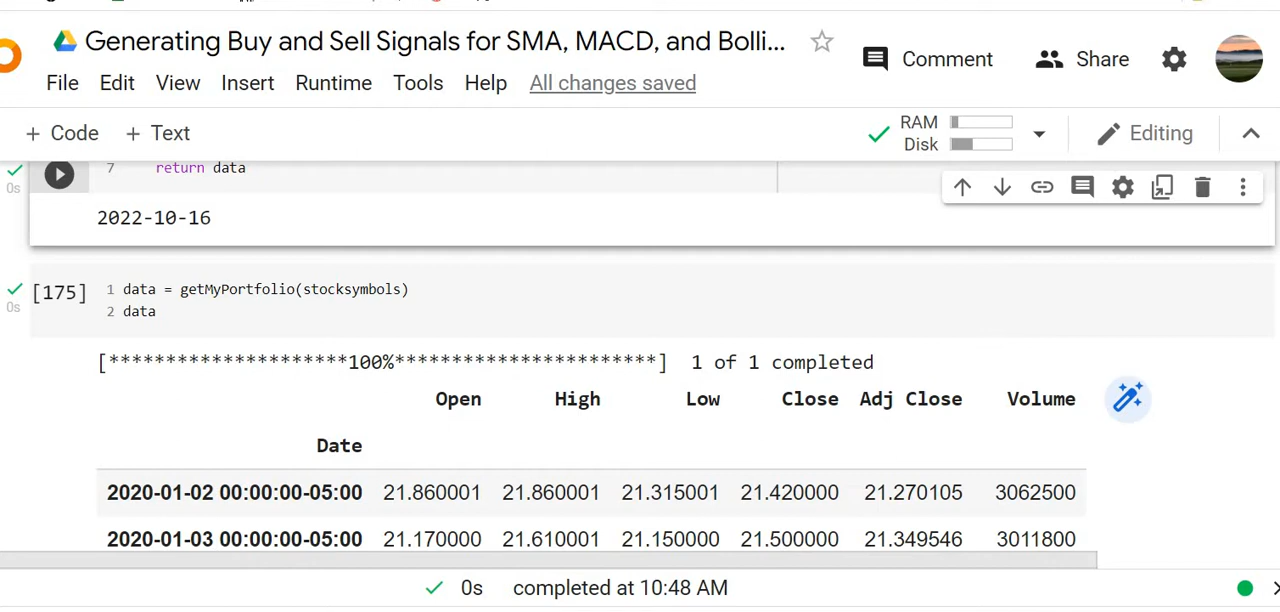 Generating Buy and Sell Signals for SMA, MACD, and Bolli...
Comment
Share
File Edit View Insert Runtime Tools Help All changes saved
+ Code + Text
RAM
Disk
Editing
0s
7 return data
2022-10-16
0s
[175]
1 data = getMyPortfolio(stocksymbols)
2 data
[*********************100%***********************] 1 of 1 completed
Open High Low Close Adj Close Volume
Date
2020-01-02 00:00:00-05:00 21.860001 21.860001 21.315001 21.420000 21.270105 3062500
2020-01-03 00:00:00-05:00 21.170000 21.610001 21.150000 21.500000 21.349546 3011800
0s completed at 10:48 AM